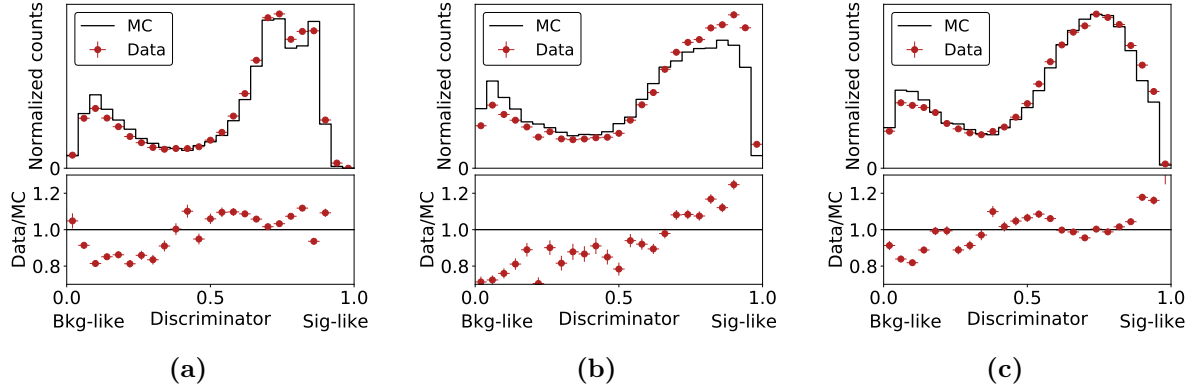 Normalized counts
MC
Data
0
Data/MC
1.2
1.0
0.8
0.0 0.5 1.0
Bkg-like Discriminator Sig-like
(a)
Normalized counts
MC
Data
0
Data/MC
1.2
1.0
0.8
0.0 0.5 1.0
Bkg-like Discriminator Sig-like
(b)
Normalized counts
MC
Data
0
Data/MC
1.2
1.0
0.8
0.0 0.5 1.0
Bkg-like Discriminator Sig-like
(c)